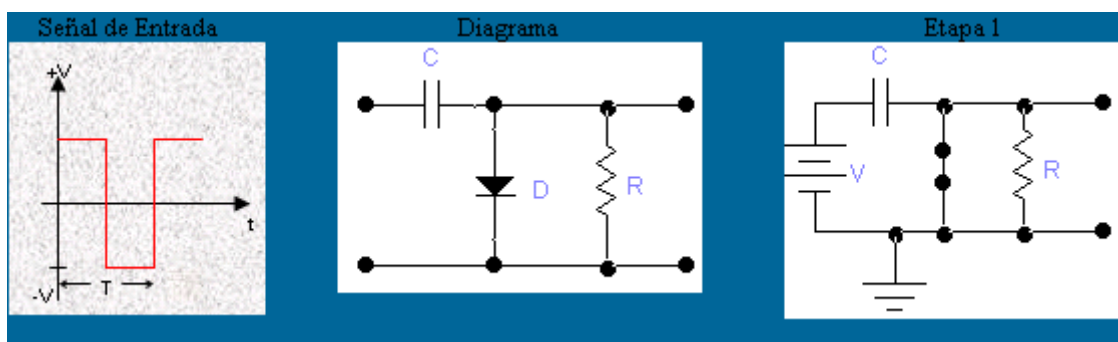 Señal de Entrada
Diagrama
Etapa 1
+V
t
T
-V
C
D
R
C
V
R